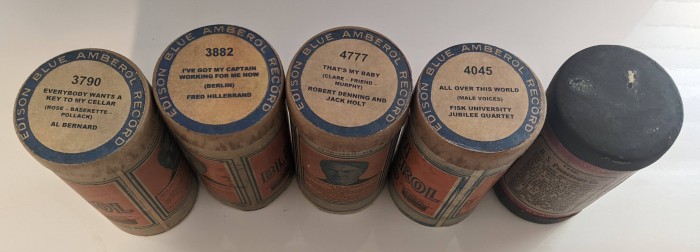 EDISON BLUE AMBEROL RECORD
3790
EVERYBODY WANTS A
KEY TO MY CELLAR
(ROSE - BASKETTE -
POLLACK)
AL BERNARD
EDISON BLUE AMBEROL RECORD
3882
I'VE GOT MY CAPTAIN
WORKING FOR ME NOW
(BERLIN)
FRED HILLEBRAND
EDISON BLUE AMBEROL RECORD
4777
THAT'S MY BABY
(CLARE - FRIEND -
MURPHY)
ROBERT DENNING AND
JACK HOLT
EDISON BLUE AMBEROL RECORD
4045
ALL OVER THIS WORLD
(MALE VOICES)
FISK UNIVERSITY
JUBILEE QUARTET